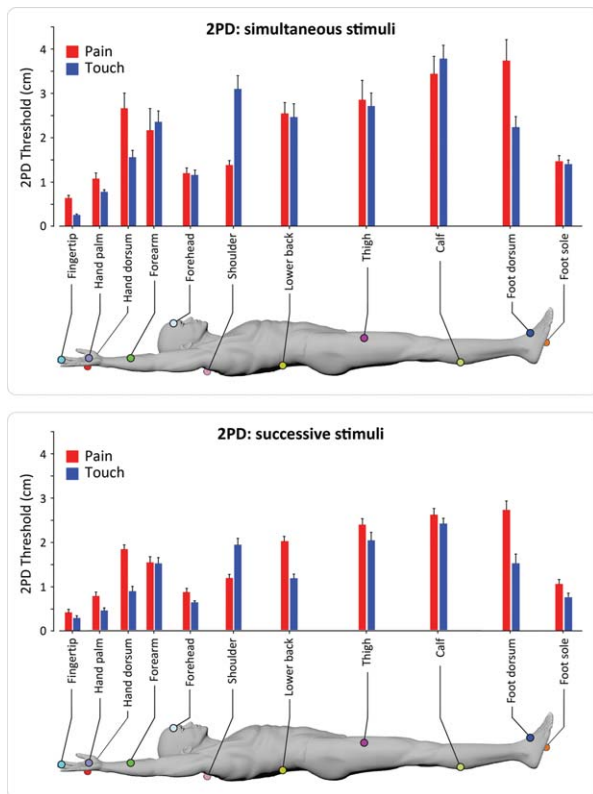 2PD: simultaneous stimuli
Pain
Touch
2PD Threshold (cm)
4
3
2
1
0
Fingertip
Hand palm
Hand dorsum
Forearm
Forehead
Shoulder
Lower back
Thigh
Calf
Foot dorsum
Foot sole
2PD: successive stimuli
Pain
Touch
2PD Threshold (cm)
4
3
2
1
0
Fingertip
Hand palm
Hand dorsum
Forearm
Forehead
Shoulder
Lower back
Thigh
Calf
Foot dorsum
Foot sole